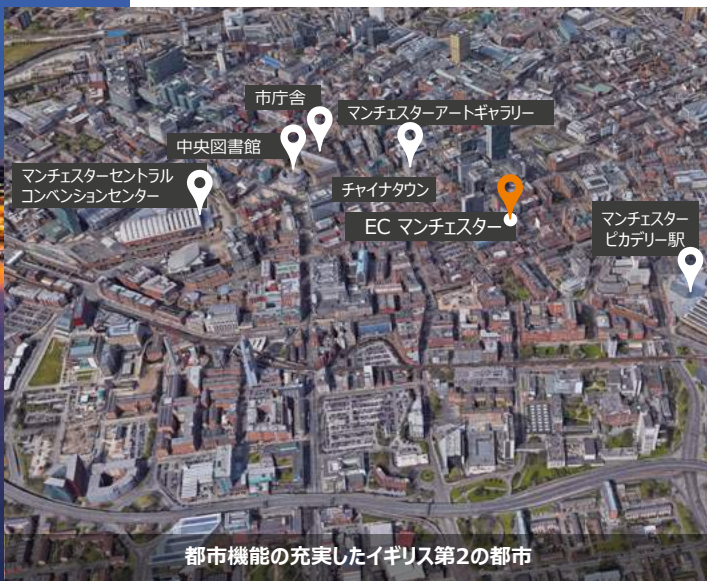 市庁舎
マンチェスターアートギャラリー
中央図書館
マンチェスターセントラル
コンベンションセンター
チャイナタウン
EC マンチェスター
マンチェスター
ピカデリー駅
都市機能の充実したイギリス第2の都市